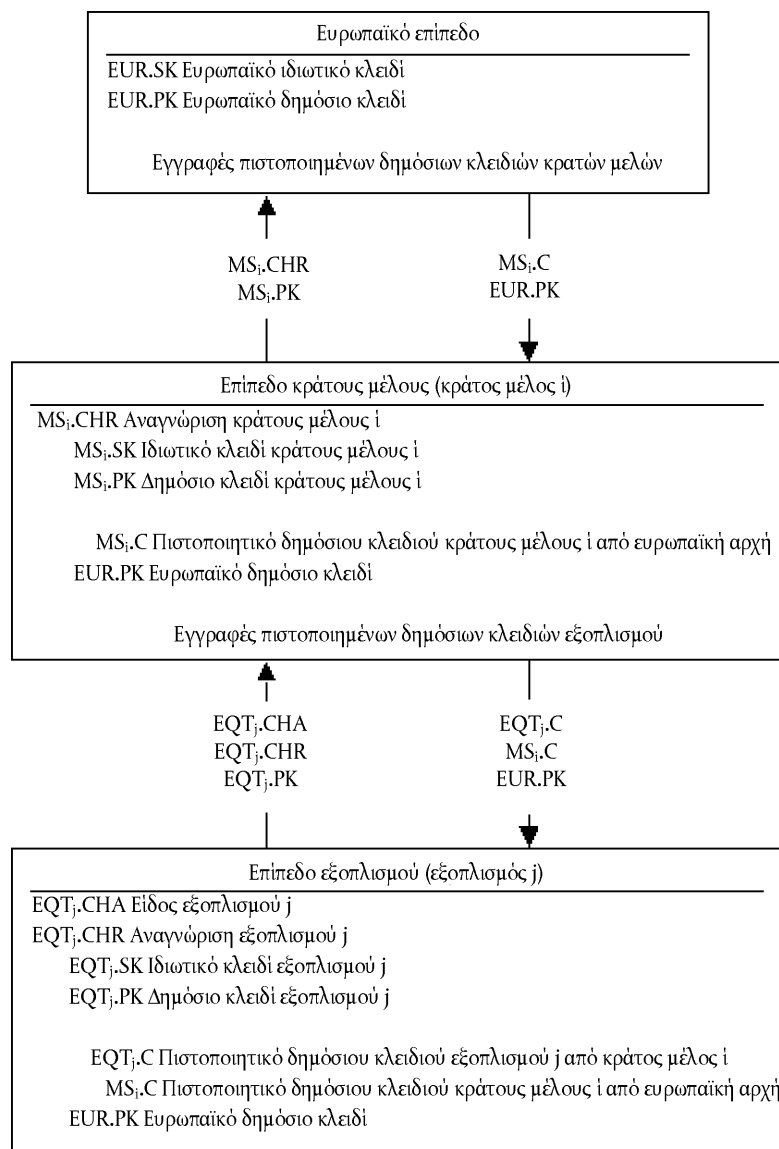 Ευρωπαϊκό επίπεδο
EUR.SK Ευρωπαϊκό ιδιωτικό κλειδί
EUR.PK Ευρωπαϊκό δημόσιο κλειδί
Εγγραφές πιστοποιημένων δημόσιων κλειδιών κρατών μελών
MSᵢ.CHR MSᵢ.C
MSᵢ.PK EUR.PK
Επίπεδο κράτους μέλους (κράτος μέλος i)
MSᵢ.CHR Αναγνώριση κράτους μέλους i
MSᵢ.SK Ιδιωτικό κλειδί κράτους μέλους i
MSᵢ.PK Δημόσιο κλειδί κράτους μέλους i
MSᵢ.C Πιστοποιητικό δημόσιου κλειδιού κράτους μέλους i από ευρωπαϊκή αρχή
EUR.PK Ευρωπαϊκό δημόσιο κλειδί
Εγγραφές πιστοποιημένων δημόσιων κλειδιών εξοπλισμού
EQTⱼ.CHA EQTⱼ.C
EQTⱼ.CHR MSᵢ.C
EQTⱼ.PK EUR.PK
Επίπεδο εξοπλισμού (εξοπλισμός j)
EQTⱼ.CHA Είδος εξοπλισμού j
EQTⱼ.CHR Αναγνώριση εξοπλισμού j
EQTⱼ.SK Ιδιωτικό κλειδί εξοπλισμού j
EQTⱼ.PK Δημόσιο κλειδί εξοπλισμού j
EQTⱼ.C Πιστοποιητικό δημόσιου κλειδιού εξοπλισμού j από κράτος μέλος i
MSᵢ.C Πιστοποιητικό δημόσιου κλειδιού κράτους μέλους i από ευρωπαϊκή αρχή
EUR.PK Ευρωπαϊκό δημόσιο κλειδί